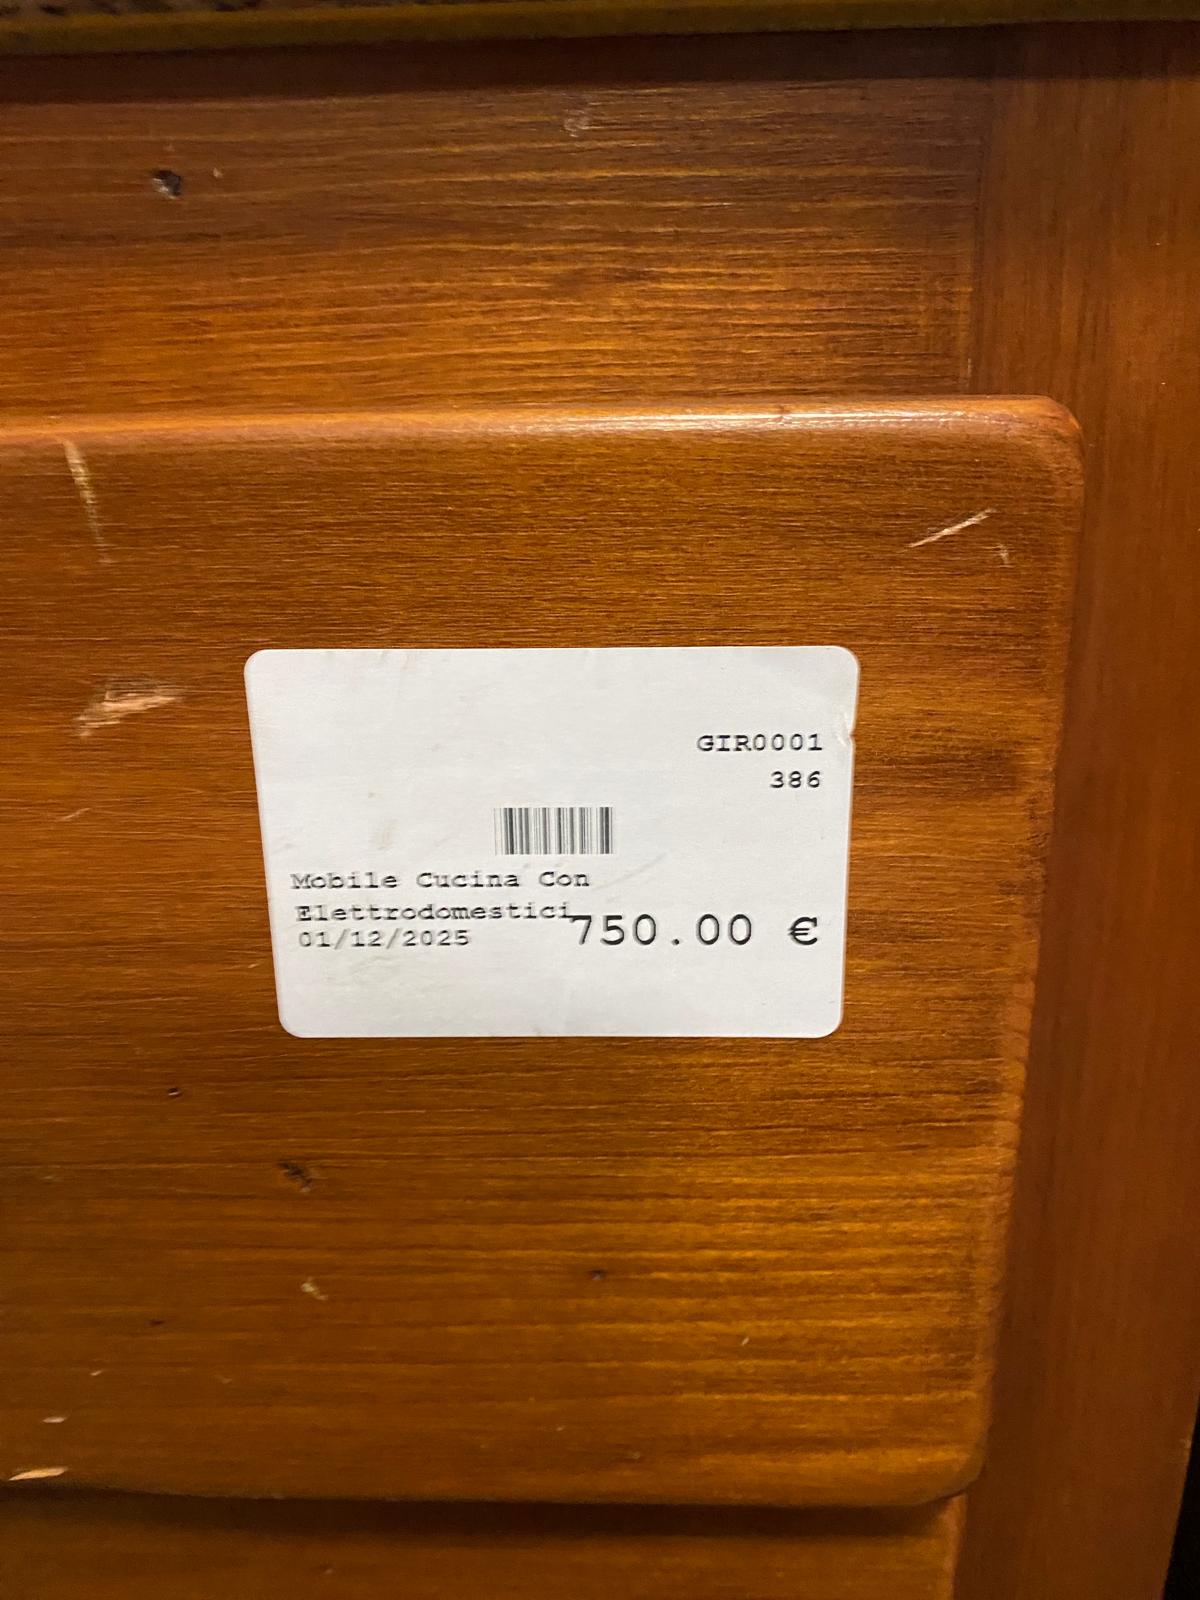 GIR0001
386
Mobile Cucina Con
Elettrodomestici
01/12/2025
750.00 €